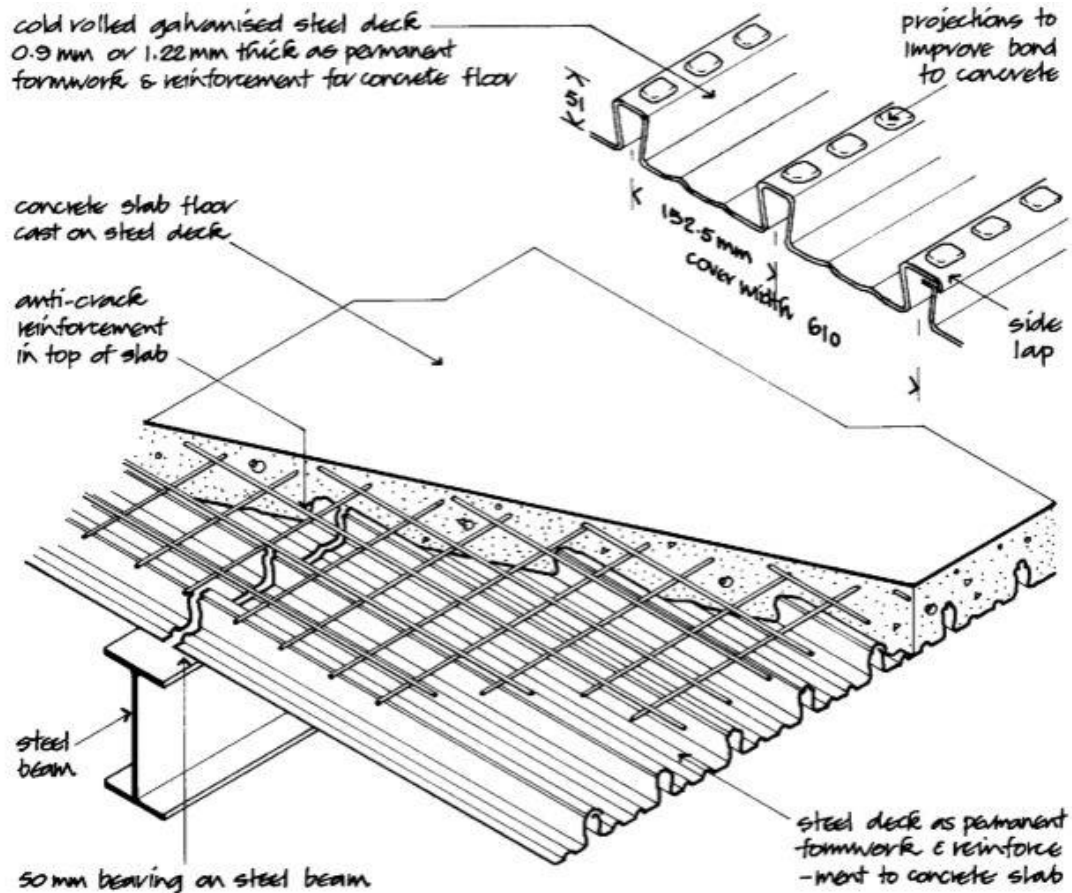 cold rolled galvanised steel deck
0.9 mm or 1.22 mm thick as permanent
formwork & reinforcement for concrete floor
projections to
improve bond
to concrete
51
152.5 mm
cover width 610
side
lap
concrete slab floor
cast on steel deck
anti-crack
reinforcement
in top of slab
steel
beam
50 mm bearing on steel beam
steel deck as permanent
formwork & reinforce
-ment to concrete slab